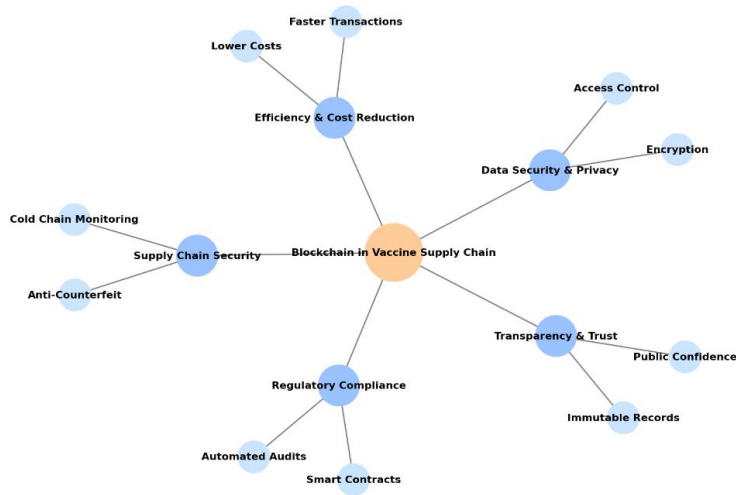 Faster Transactions
Lower Costs
Efficiency & Cost Reduction
Access Control
Encryption
Data Security & Privacy
Cold Chain Monitoring
Supply Chain Security
Blockchain in Vaccine Supply Chain
Anti-Counterfeit
Transparency & Trust
Public Confidence
Regulatory Compliance
Immutable Records
Automated Audits
Smart Contracts